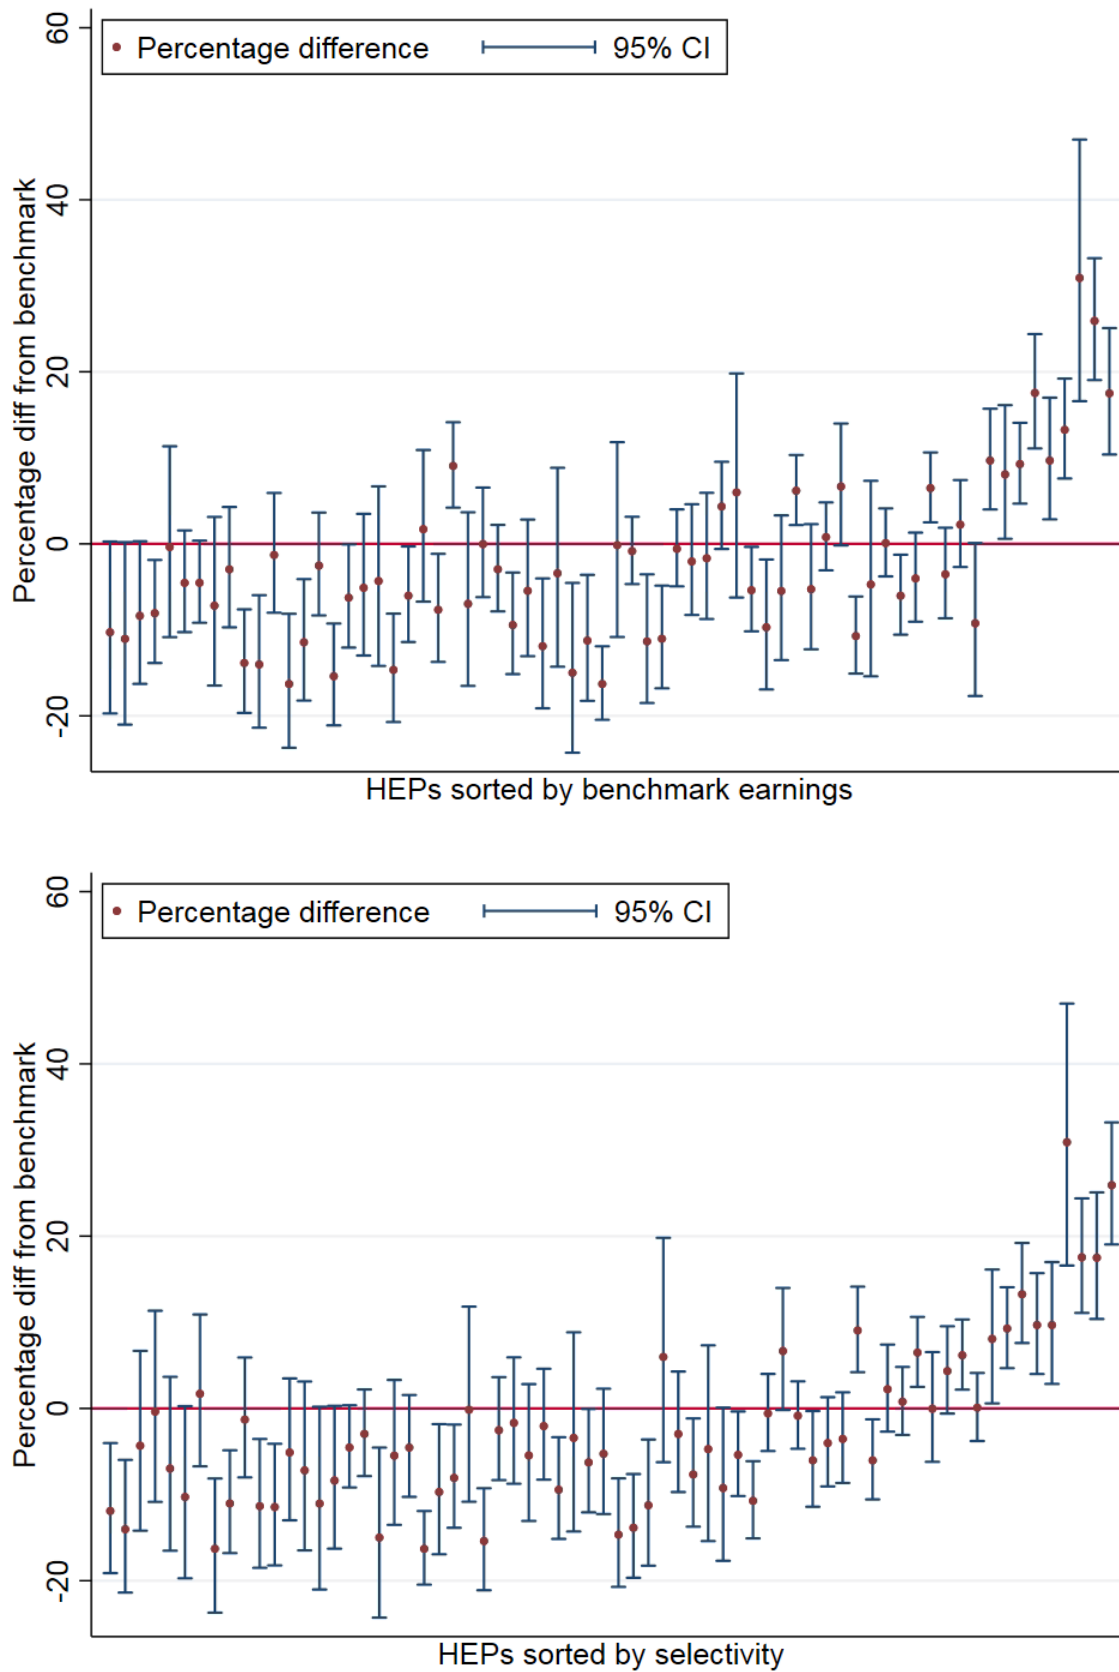 60
Percentage difference 95% CI
40
20
0
-20
Percentage diff from benchmark
HEPs sorted by benchmark earnings
60
Percentage difference 95% CI
40
20
0
-20
Percentage diff from benchmark
HEPs sorted by selectivity